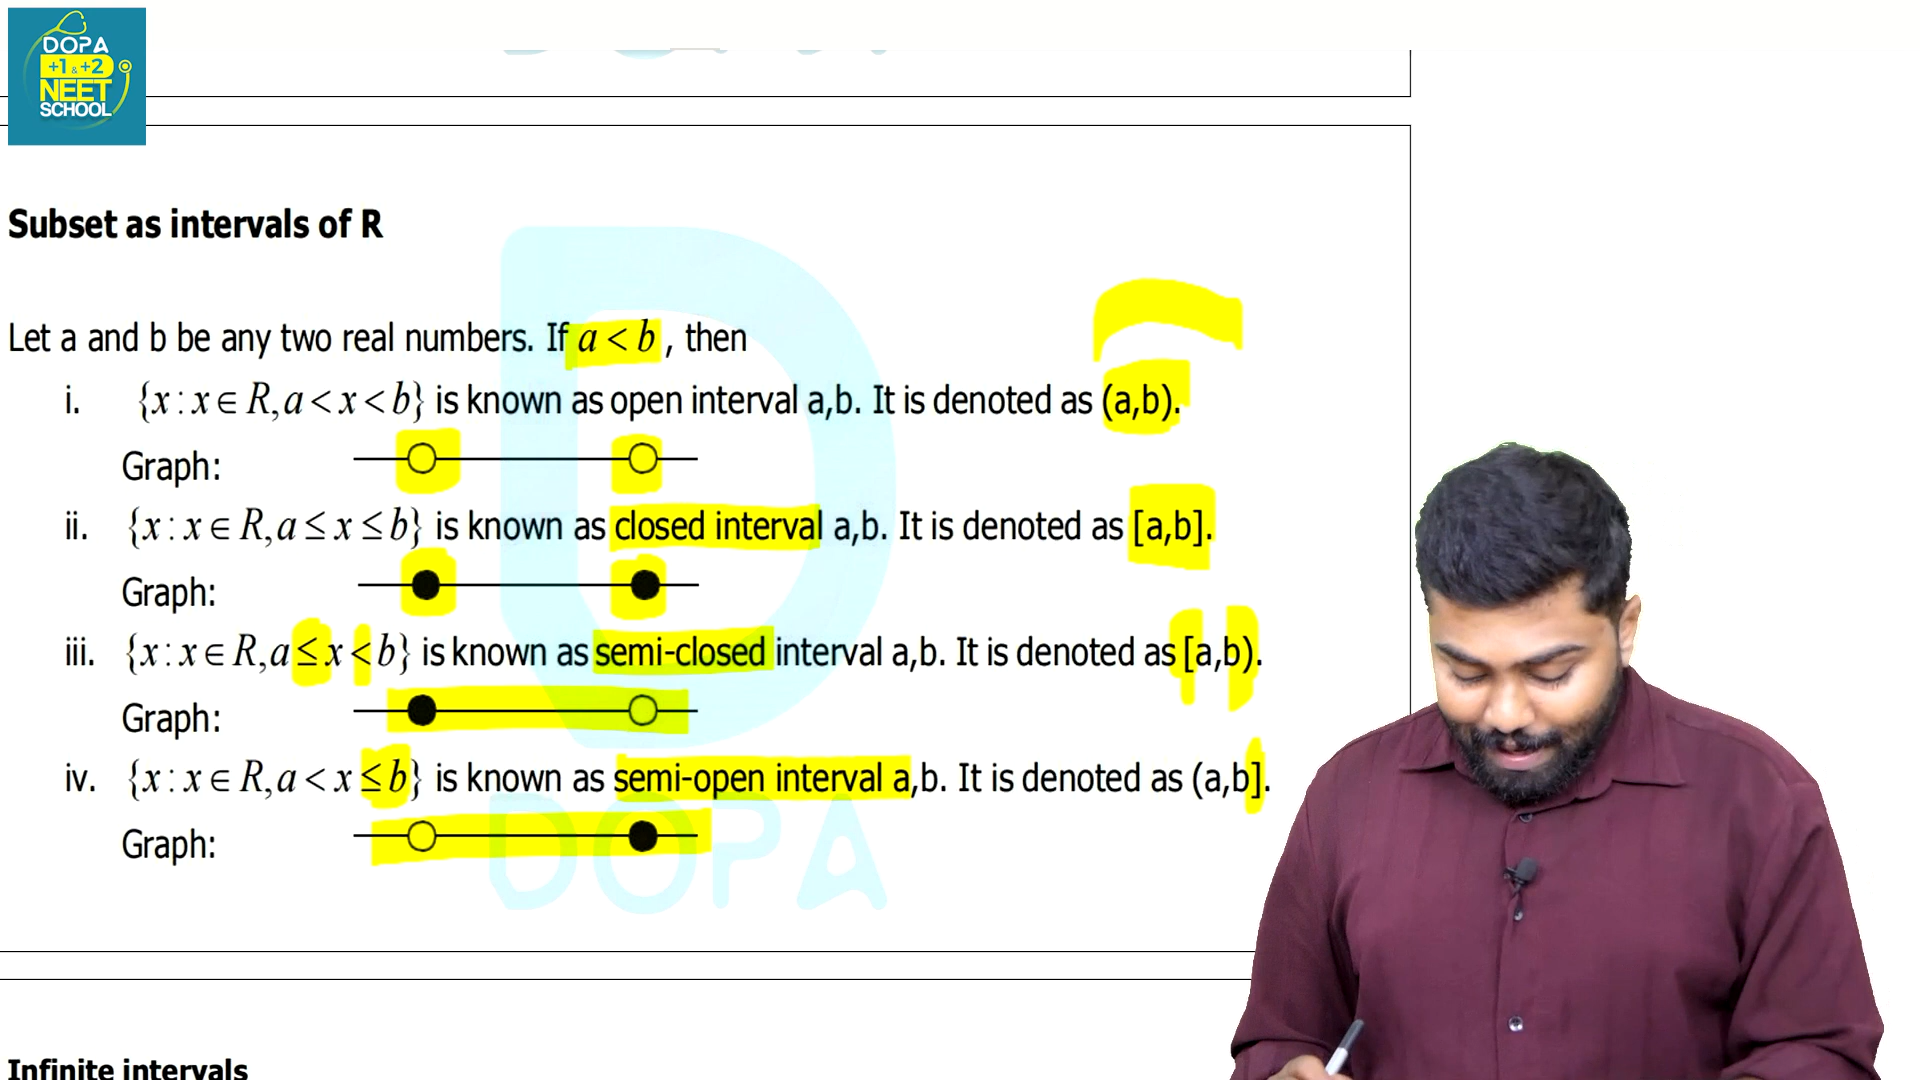 DOPA
+1 & +2
NEET
SCHOOL
Subset as intervals of R
Let a and b be any two real numbers. If a < b , then
i. {x : x ∈ R, a < x < b} is known as open interval a,b. It is denoted as (a,b).
Graph:
ii. {x : x ∈ R, a ≤ x ≤ b} is known as closed interval a,b. It is denoted as [a,b].
Graph:
iii. {x : x ∈ R, a ≤ x < b} is known as semi-closed interval a,b. It is denoted as [a,b).
Graph:
iv. {x : x ∈ R, a < x ≤ b} is known as semi-open interval a,b. It is denoted as (a,b].
Graph:
DOPA
Infinite intervals